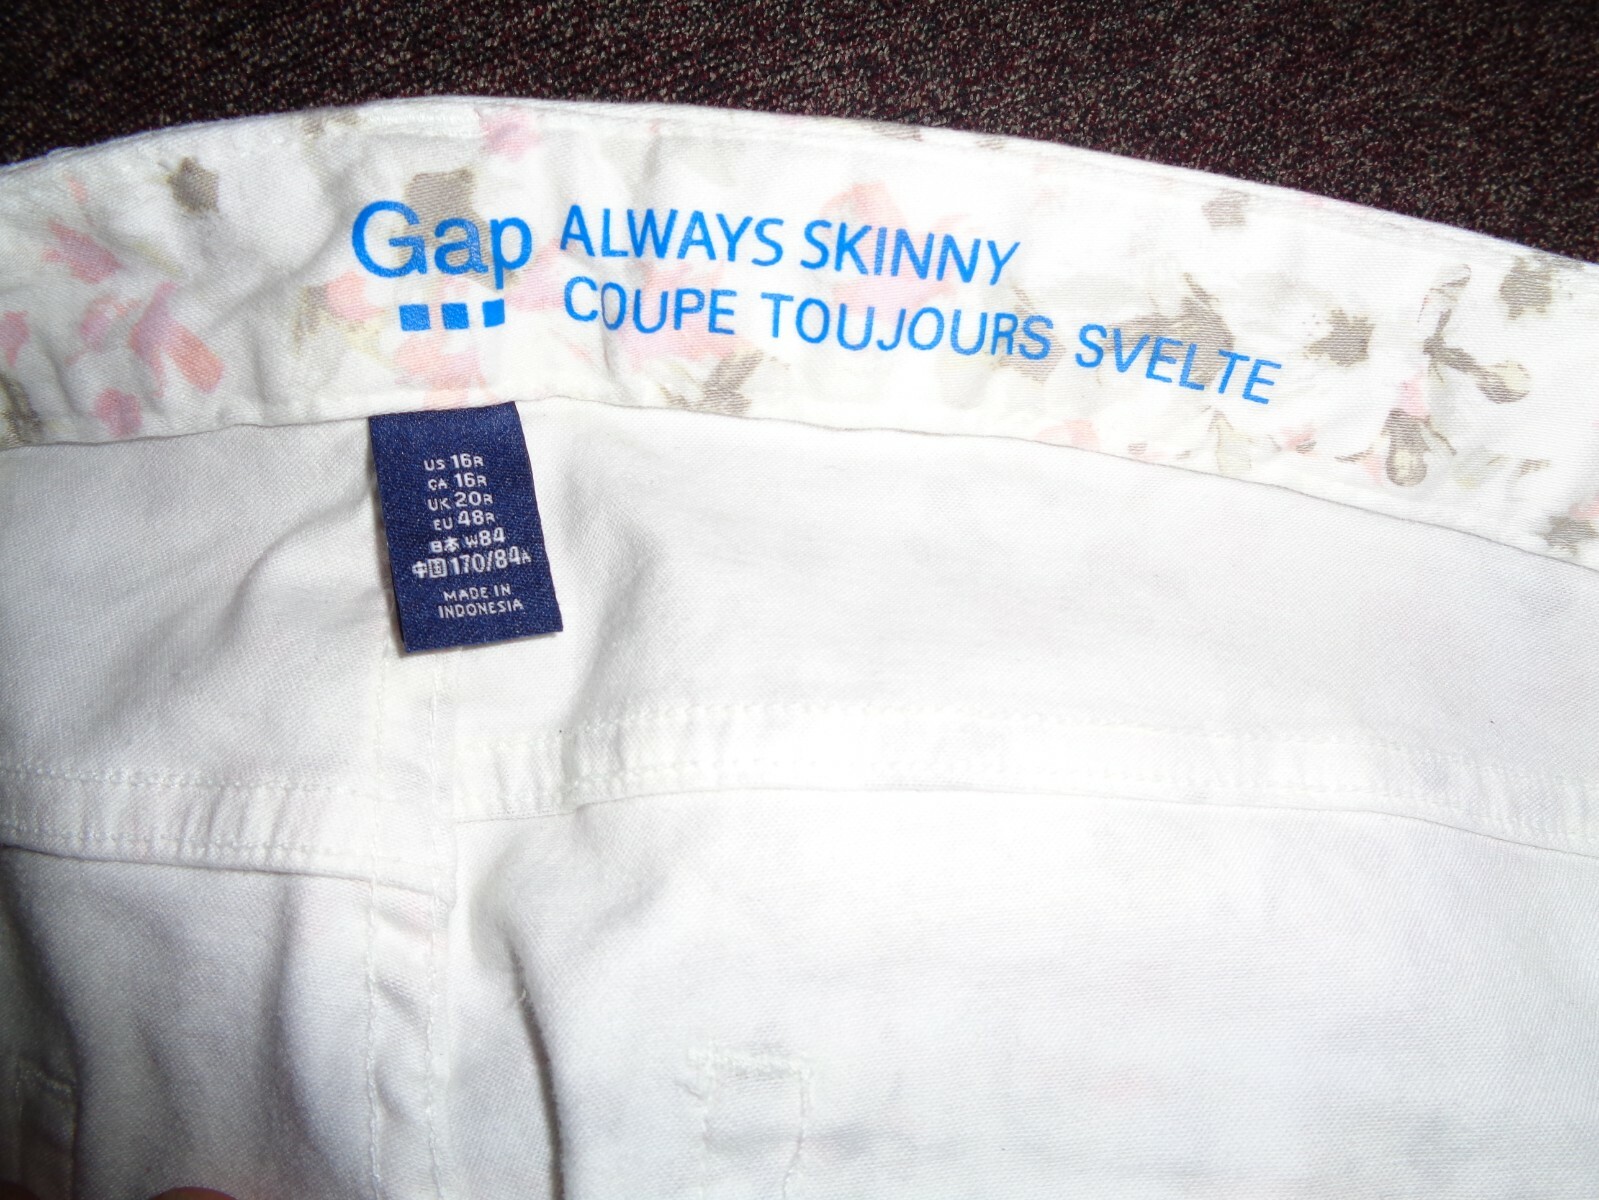 Gap ALWAYS SKINNY
COUPE TOUJOURS SVELTE
US 16R
CA 16R
UK 20R
EU 48R
日本 W84
中国 170/84A
MADE IN
INDONESIA